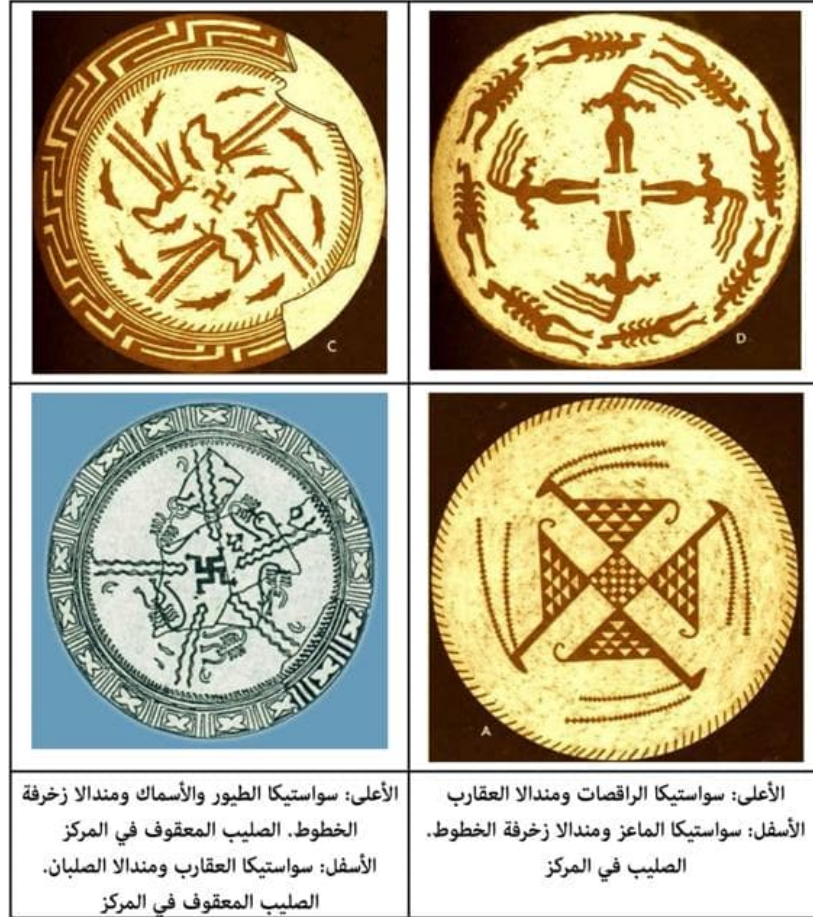 C
D
A
الأعلى: سواستيكا الراقصات ومندالا العقارب
الأسفل: سواستيكا الماعز ومندالا زخرفة الخطوط.
الصليب في المركز
الأعلى: سواستيكا الطيور والأسماك ومندالا زخرفة
الخطوط. الصليب المعقوف في المركز
الأسفل: سواستيكا العقارب ومندالا الصلبان.
الصليب المعقوف في المركز